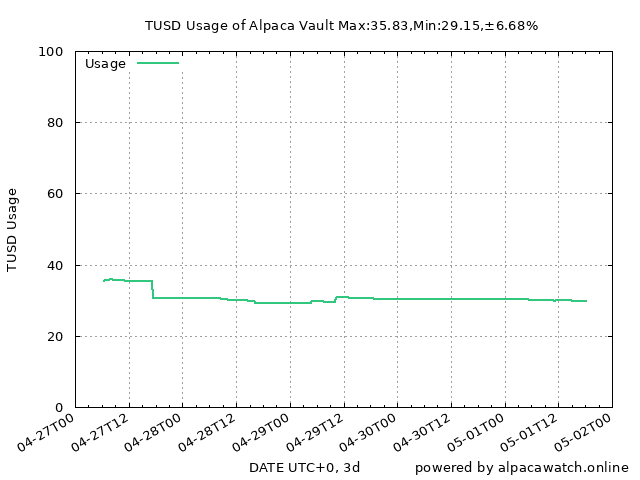 TUSD Usage of Alpaca Vault Max:35.83,Min:29.15,±6.68%
Usage
100
80
60
40
20
0
TUSD Usage
04-27T00
04-27T12
04-28T00
04-28T12
04-29T00
04-29T12
04-30T00
04-30T12
05-01T00
05-01T12
05-02T00
DATE UTC+0, 3d
powered by alpacawatch.online